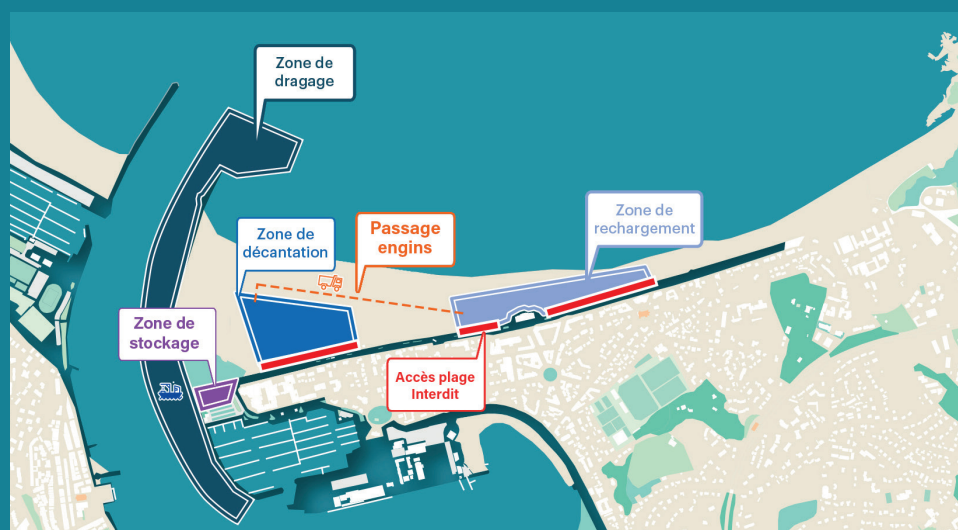 Zone de
dragage
Zone de
rechargement
Zone de
décantation
Passage
engins
Zone de
stockage
Accès plage
Interdit